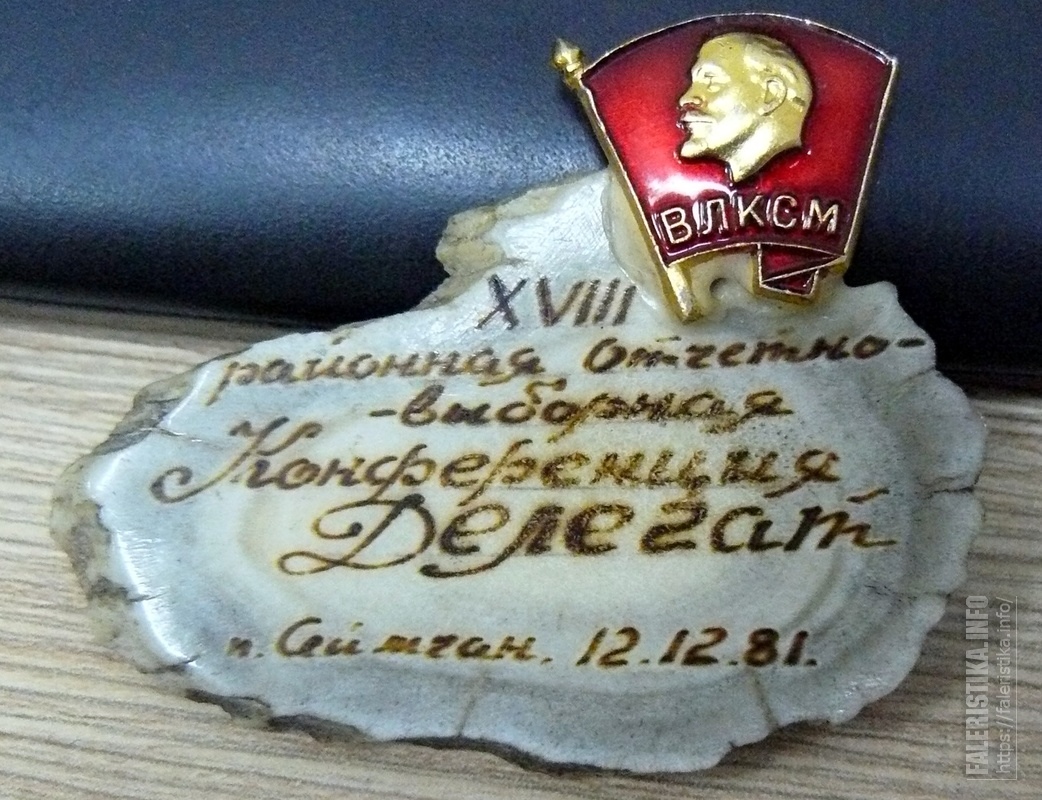 ВЛКСМ
XVIII
районная отчетно-
-выборная
Конференция
Делегат
п. Сеймчан. 12.12.81.
FALERISTIKA.INFO
https://faleristika.info/